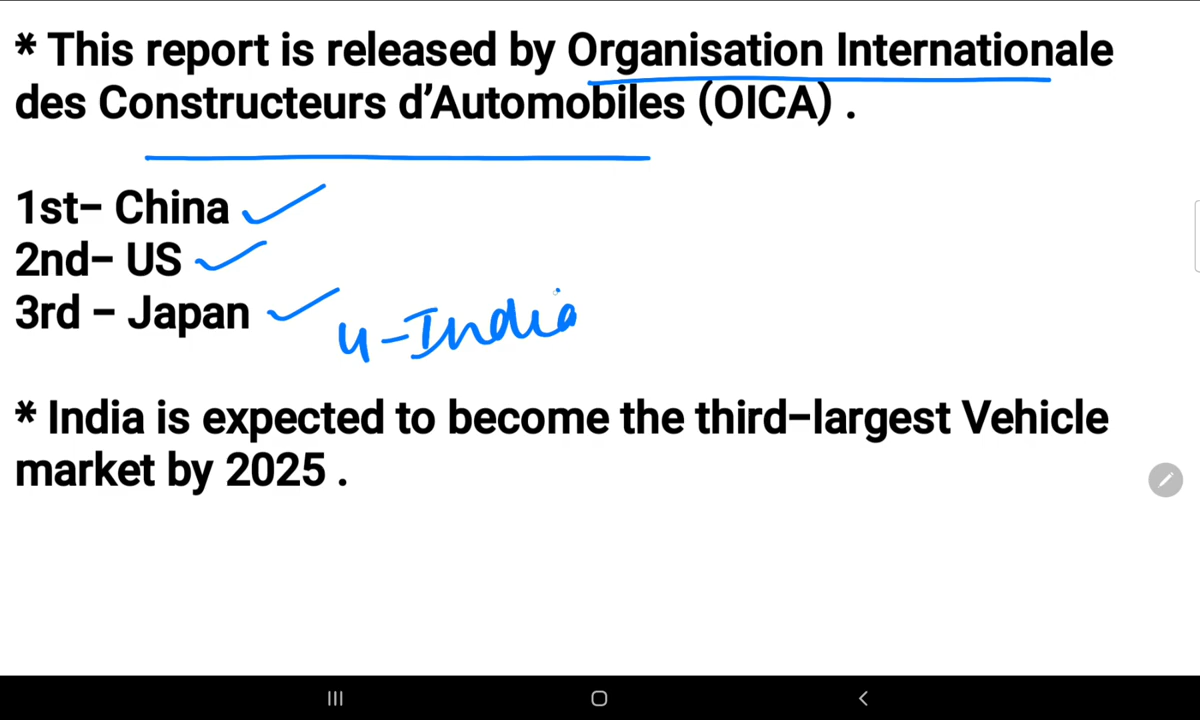 * This report is released by Organisation Internationale
des Constructeurs d’Automobiles (OICA) .
1st– China
2nd– US
3rd – Japan
4-India
* India is expected to become the third–largest Vehicle
market by 2025 .